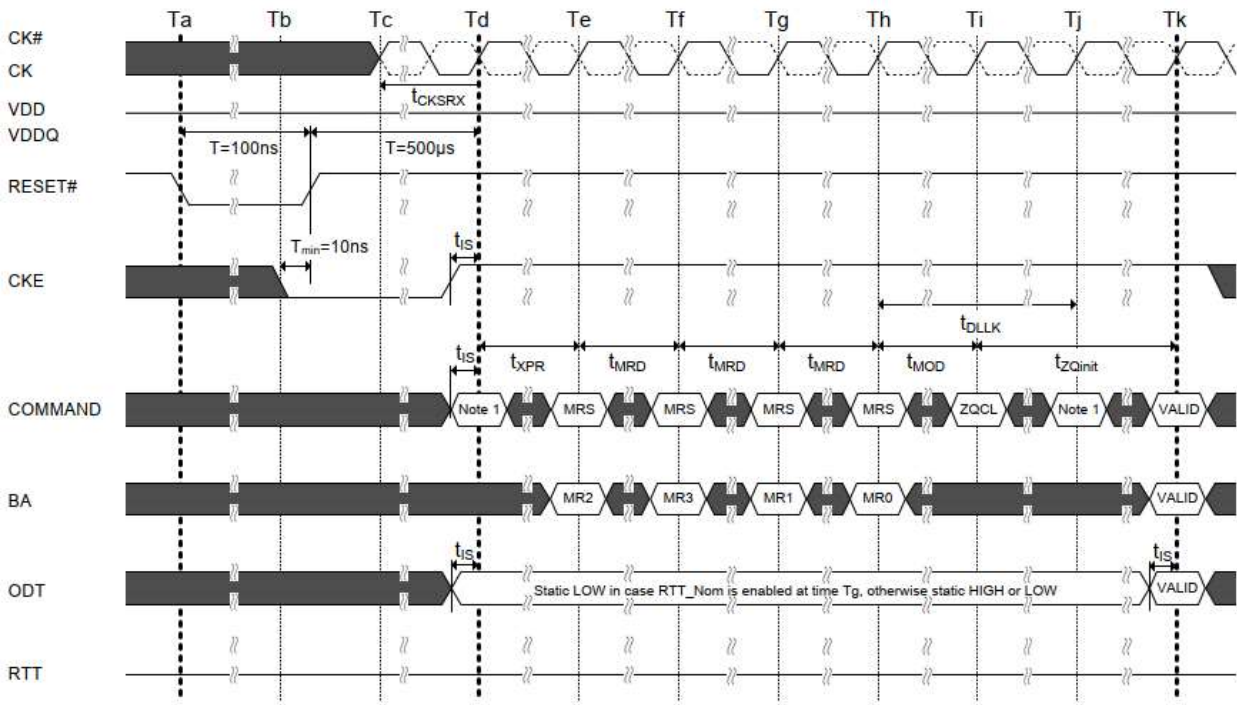 Ta Tb Tc Td Te Tf Tg Th Ti Tj Tk
CK#
CK
tCKSRX
VDD
VDDQ
T=100ns T=500µs
RESET#
Tmin=10ns tIS
CKE
tDLLK
tIS tXPR tMRD tMRD tMRD tMOD tZQinit
COMMAND Note 1 MRS MRS MRS MRS ZQCL Note 1 VALID
BA MR2 MR3 MR1 MR0 VALID
tIS tIS
ODT Static LOW in case RTT_Nom is enabled at time Tg, otherwise static HIGH or LOW VALID
RTT